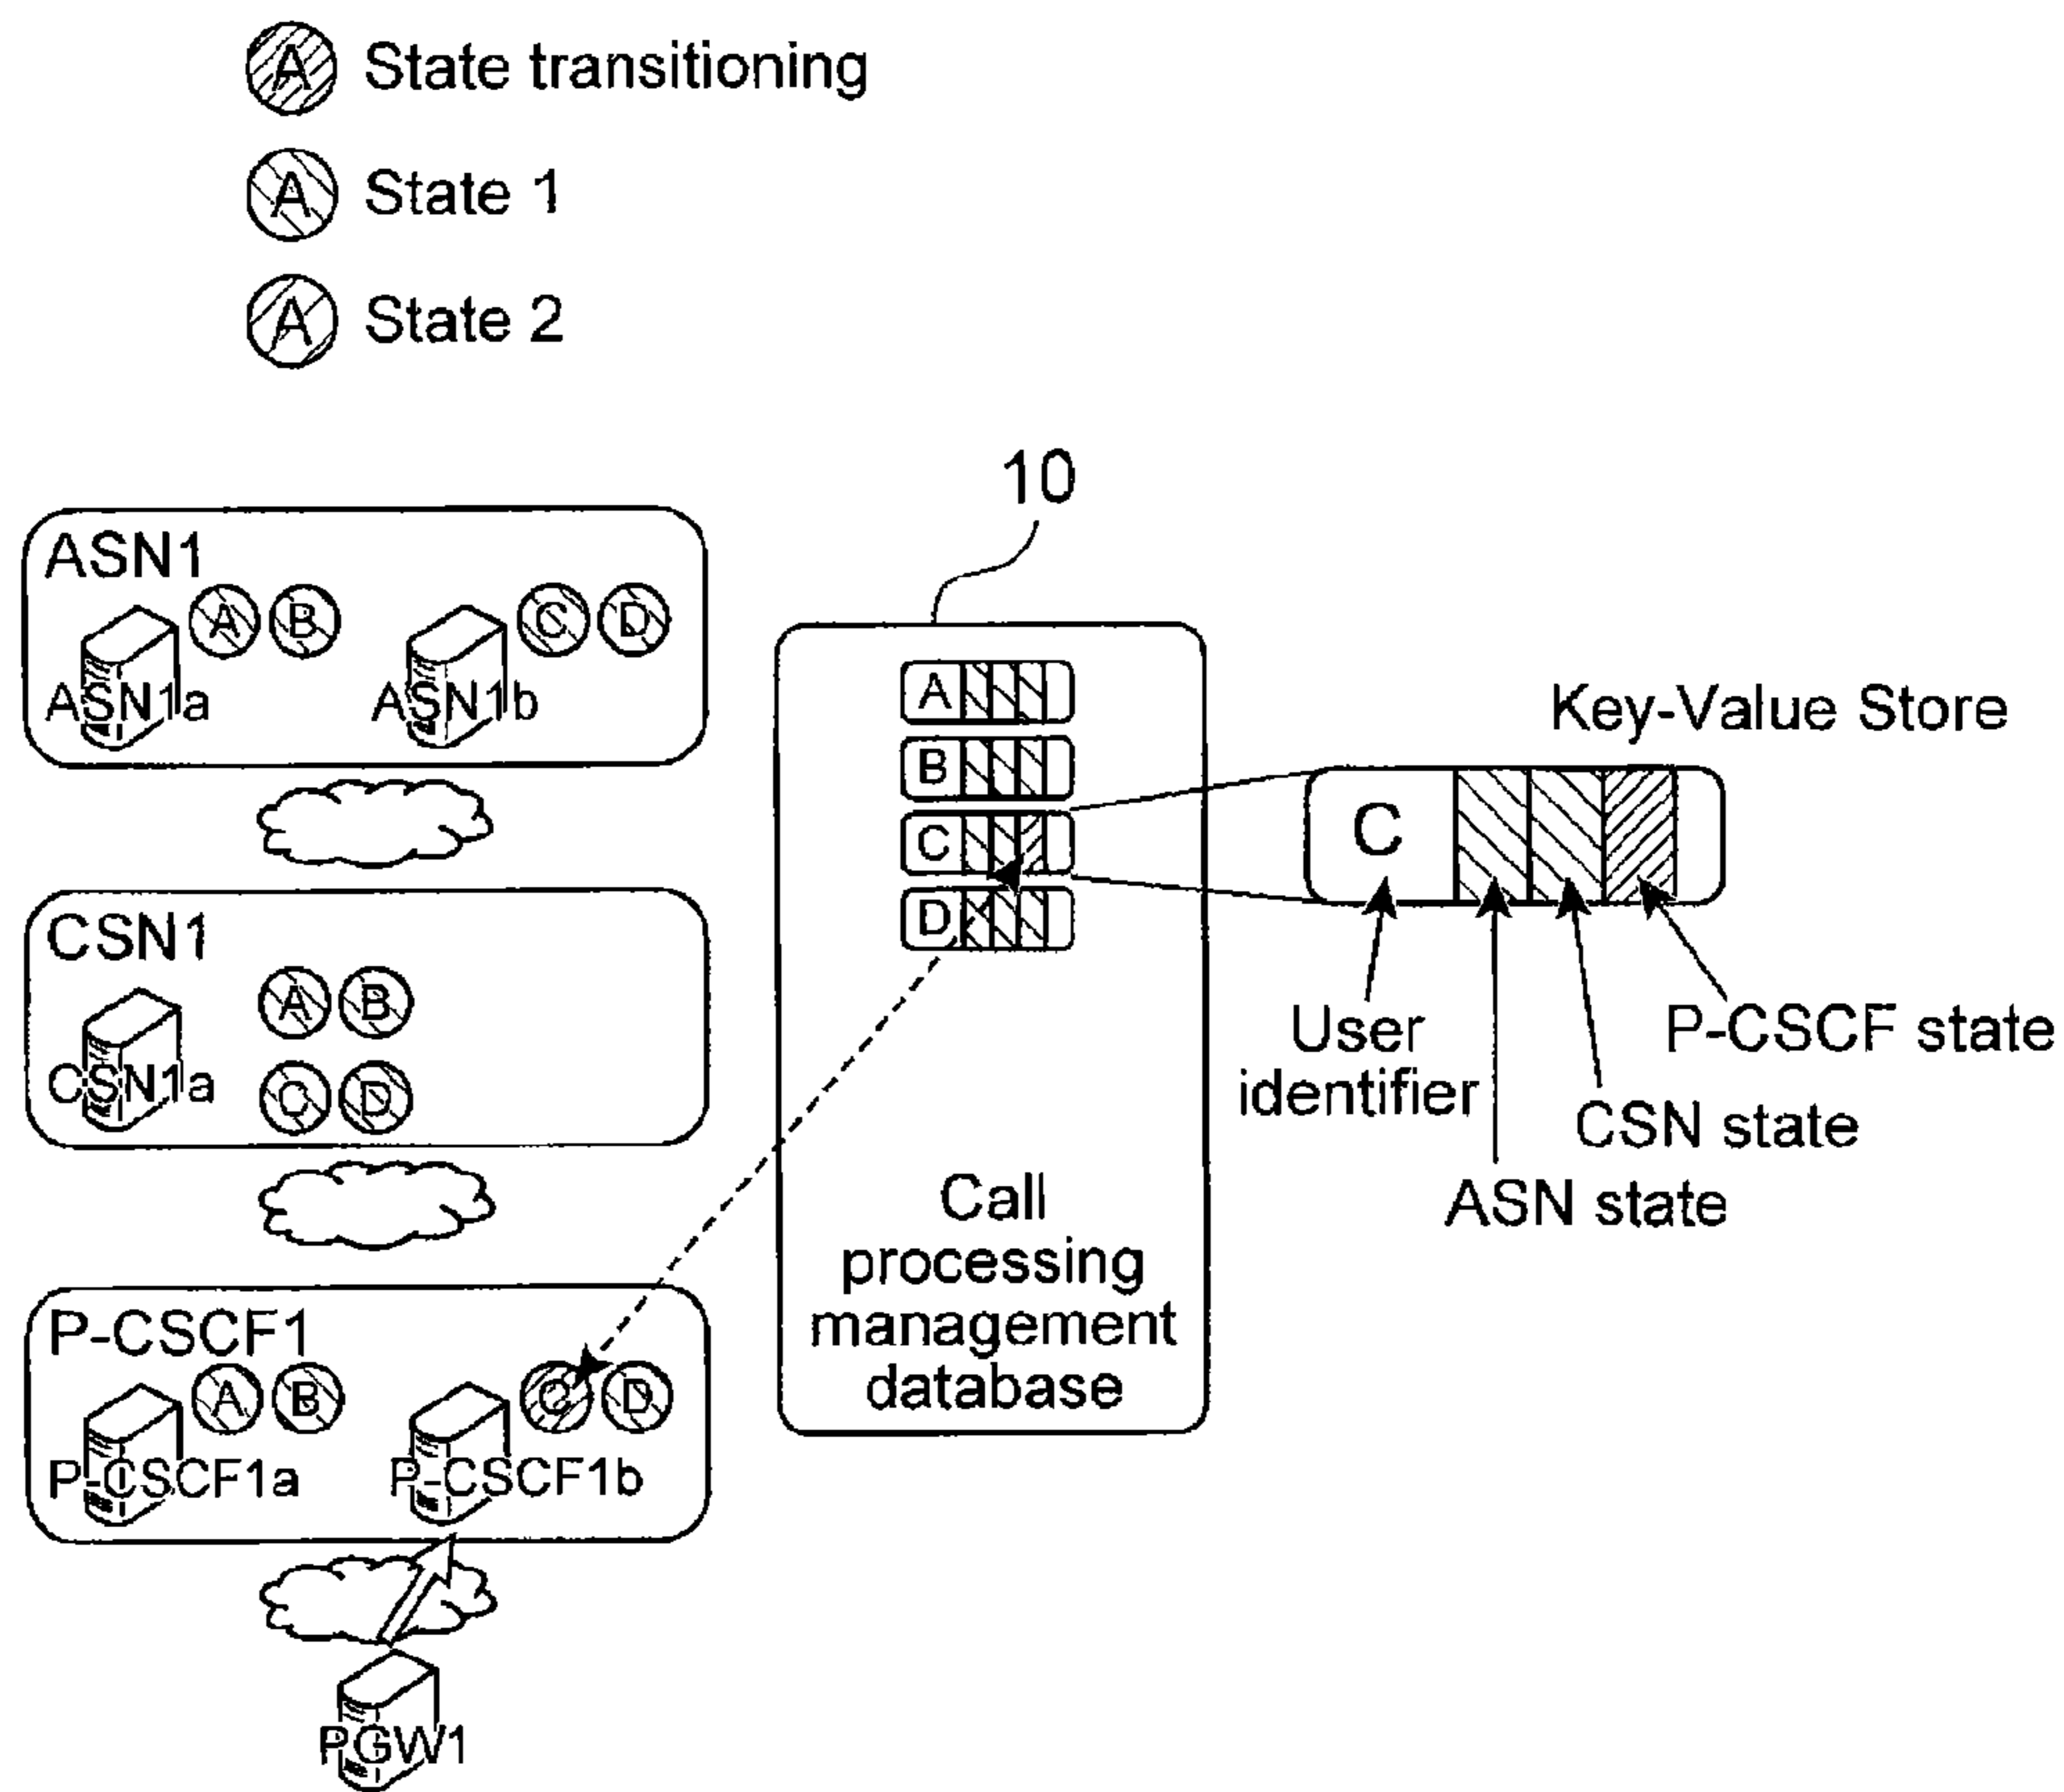 A State transitioning
A State 1
A State 2
10
ASN1
A B
C D
ASN1a
ASN1b
CSN1
A B
CSN1a
C D
P-CSCF1
A B
C D
P-CSCF1a
P-CSCF1b
PGW1
A
B
C
D
Call
processing
management
database
Key-Value Store
C
User
identifier
P-CSCF state
CSN state
ASN state